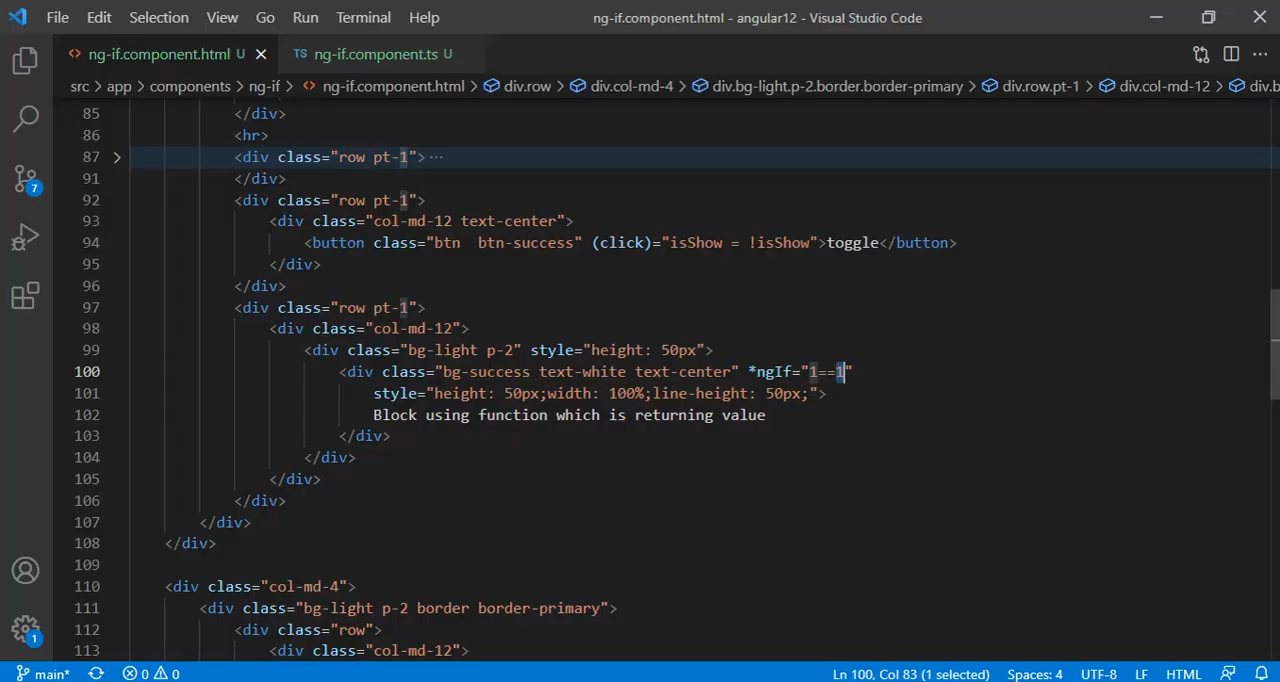 File Edit Selection View Go Run Terminal Help ng-if.component.html - angular12 - Visual Studio Code
<> ng-if.component.html U × TS ng-if.component.ts U
src > app > components > ng-if > <> ng-if.component.html > div.row > div.col-md-4 > div.bg-light.p-2.border.border-primary > div.row.pt-1 > div.col-md-12 > div.b
85 </div>
86 <hr>
87 <div class="row pt-1">···
91 </div>
92 <div class="row pt-1">
93 <div class="col-md-12 text-center">
94 <button class="btn  btn-success" (click)="isShow = !isShow">toggle</button>
95 </div>
96 </div>
97 <div class="row pt-1">
98 <div class="col-md-12">
99 <div class="bg-light p-2" style="height: 50px">
100 <div class="bg-success text-white text-center" *ngIf="1==1"
101 style="height: 50px;width: 100%;line-height: 50px;">
102 Block using function which is returning value
103 </div>
104 </div>
105 </div>
106 </div>
107 </div>
108 </div>
109
110 <div class="col-md-4">
111 <div class="bg-light p-2 border border-primary">
112 <div class="row">
113 <div class="col-md-12">
7
1
main* 0 0 Ln 100, Col 83 (1 selected) Spaces: 4 UTF-8 LF HTML